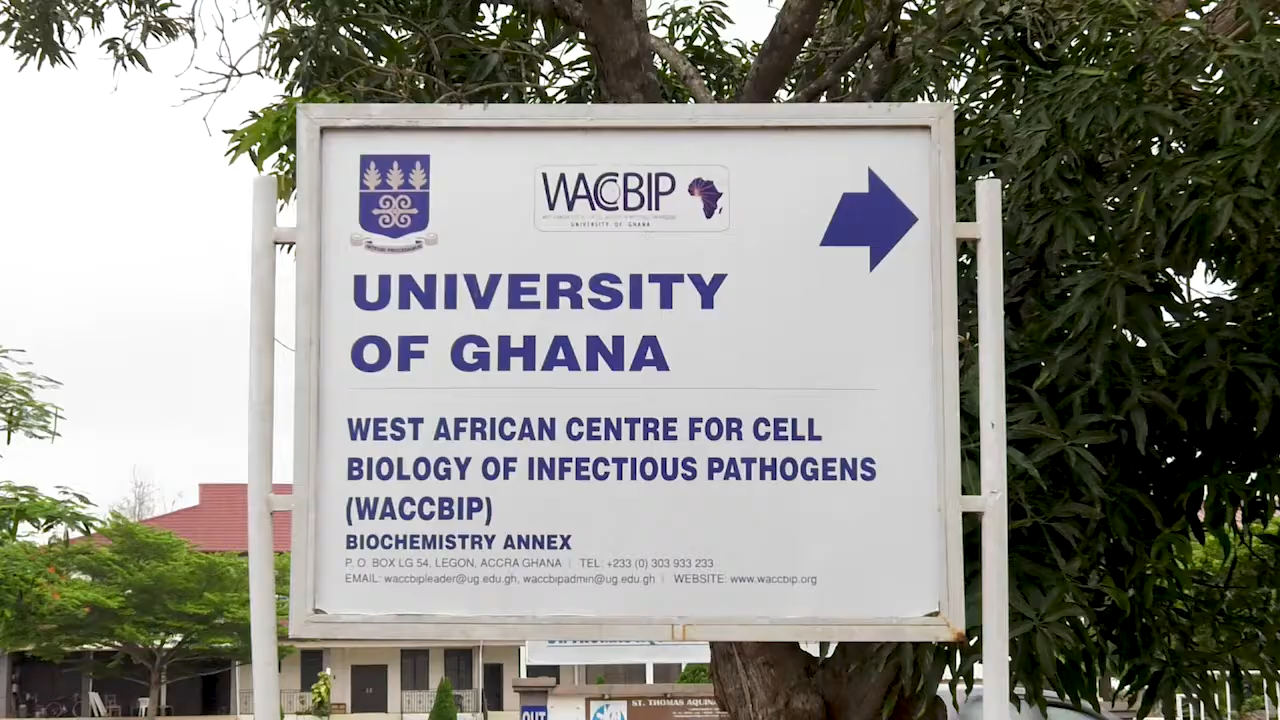 WACCBIP
UNIVERSITY OF GHANA
UNIVERSITY
OF GHANA
WEST AFRICAN CENTRE FOR CELL
BIOLOGY OF INFECTIOUS PATHOGENS
(WACCBIP)
BIOCHEMISTRY ANNEX
P. O. BOX LG 54, LEGON, ACCRA GHANA | TEL: +233 (0) 303 933 233
EMAIL: waccbipleader@ug.edu.gh, waccbipadmin@ug.edu.gh | WEBSITE: www.waccbip.org
OUT
ST. THOMAS AQUINA